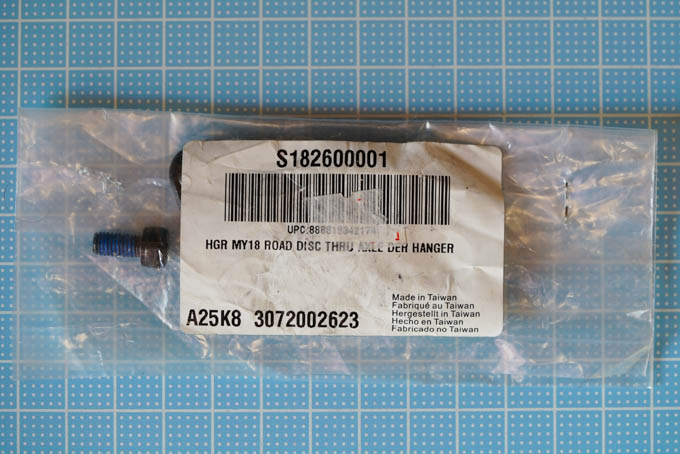 S182600001
HGR MY18 ROAD DISC THRU AXLE DER HANGER
A25K8 3072002623
Made in Taiwan
Fabriqué au Taiwan
Hergestellt in Taiwan
Hecho en Taiwan
Fabricado no Taiwan